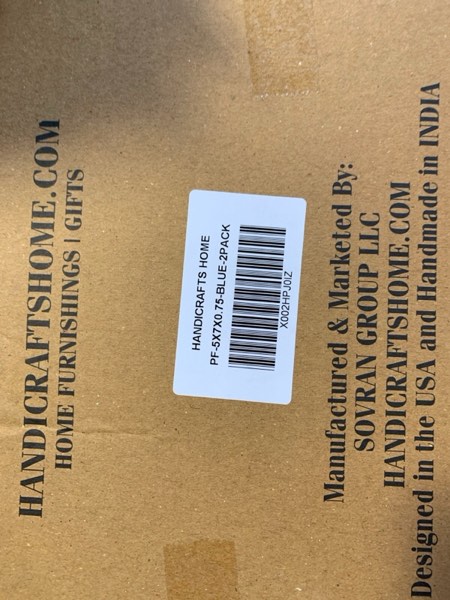 HANDICRAFTSHOME.COM
HOME FURNISHINGS | GIFTS
HANDICRAFTS HOME
PF-5X7X0.75-BLUE-2PACK
X002HPJ0IZ
Manufactured & Marketed By:
SOVRAN GROUP LLC
HANDICRAFTSHOME.COM
Designed in the USA and Handmade in INDIA